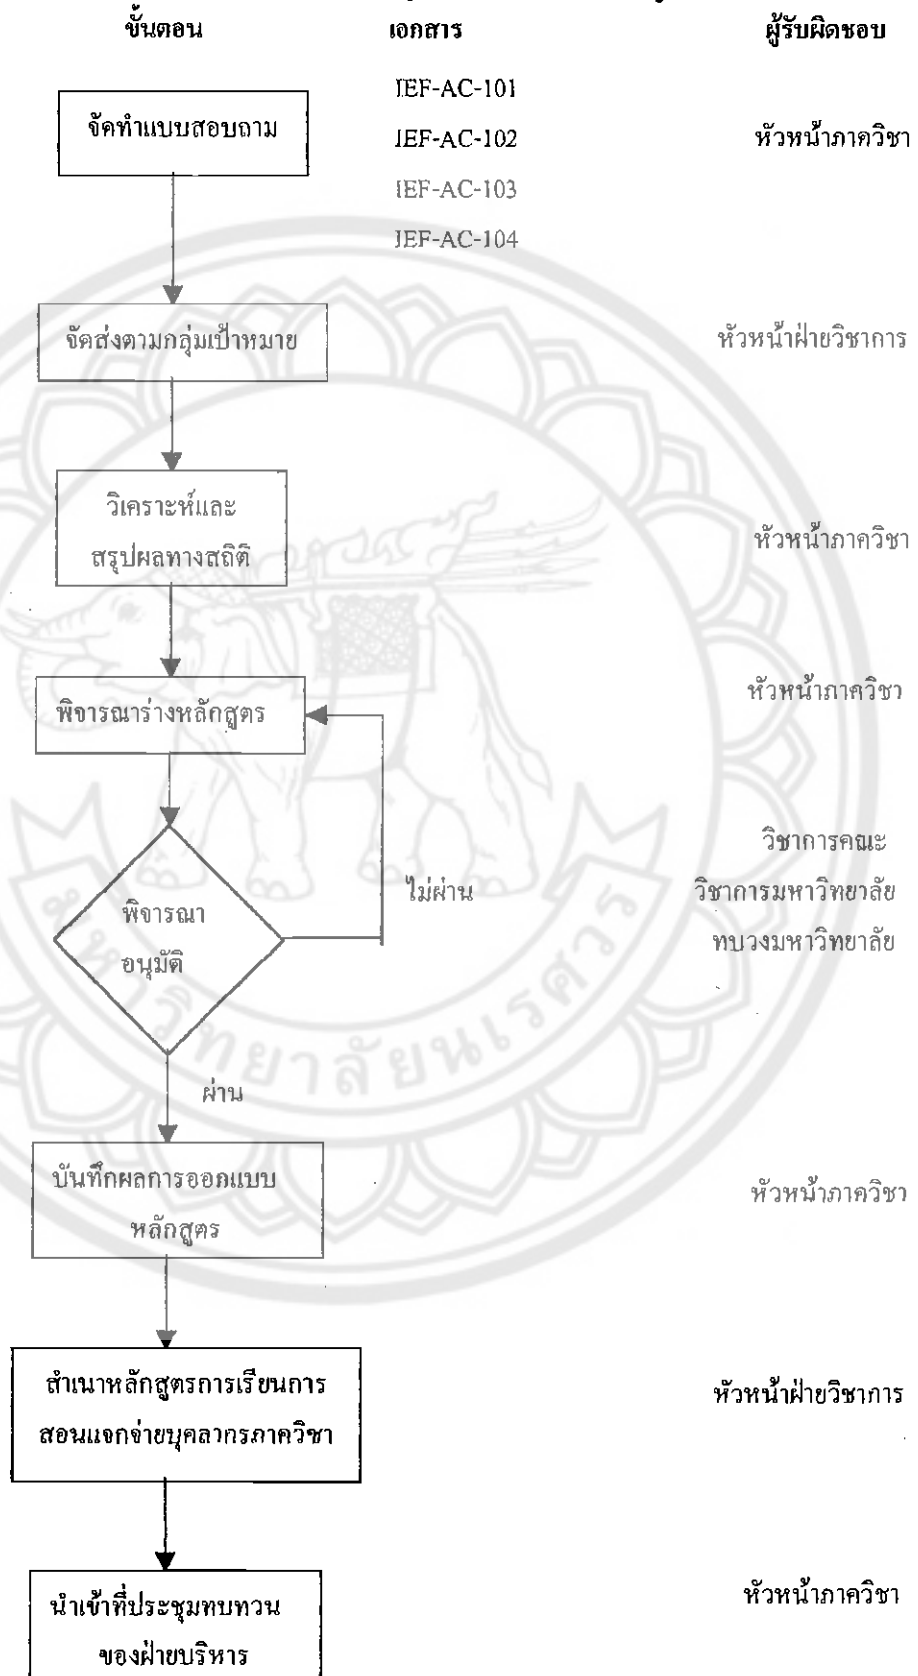 ขั้นตอน เอกสาร ผู้รับผิดชอบ
IEF-AC-101
จัดทำแบบสอบถาม IEF-AC-102 หัวหน้าภาควิชา
IEF-AC-103
IEF-AC-104
จัดส่งตามกลุ่มเป้าหมาย หัวหน้าฝ่ายวิชาการ
วิเคราะห์และ
สรุปผลทางสถิติ หัวหน้าภาควิชา
พิจารณาร่างหลักสูตร หัวหน้าภาควิชา
วิชาการคณะ
พิจารณา ไม่ผ่าน วิชาการมหาวิทยาลัย
อนุมัติ ทบวงมหาวิทยาลัย
ผ่าน
บันทึกผลการออกแบบ หัวหน้าภาควิชา
หลักสูตร
สำเนาหลักสูตรการเรียนการ หัวหน้าฝ่ายวิชาการ
สอนแจกจ่ายบุคลากรภาควิชา
นำเข้าที่ประชุมทบทวน หัวหน้าภาควิชา
ของฝ่ายบริหาร
มหาวิทยาลัยนเรศวร